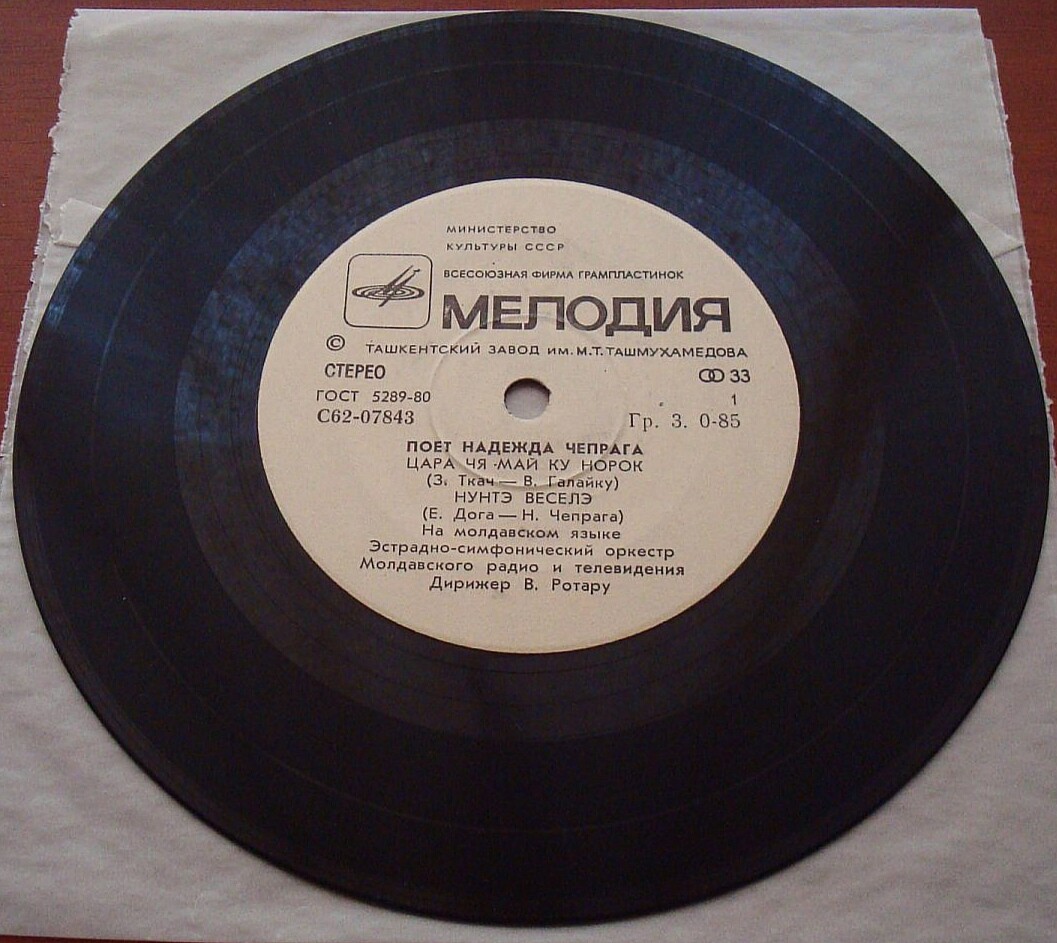 МИНИСТЕРСТВО
КУЛЬТУРЫ СССР
ВСЕСОЮЗНАЯ ФИРМА ГРАМПЛАСТИНОК
МЕЛОДИЯ
© ТАШКЕНТСКИЙ ЗАВОД ИМ. М.Т. ТАШМУХАМЕДОВА
СТЕРЕО 33
ГОСТ 5289-80 1
С62-07843 Гр. 3. 0-85
ПОЕТ НАДЕЖДА ЧЕПРАГА
ЦАРА ЧЯ МАЙ КУ НОРОК
(З. Ткач — В. Галайку)
НУНТЭ ВЕСЕЛЭ
(Е. Дога — Н. Чепрага)
На молдавском языке
Эстрадно-симфонический оркестр
Молдавского радио и телевидения
Дирижер В. Ротару